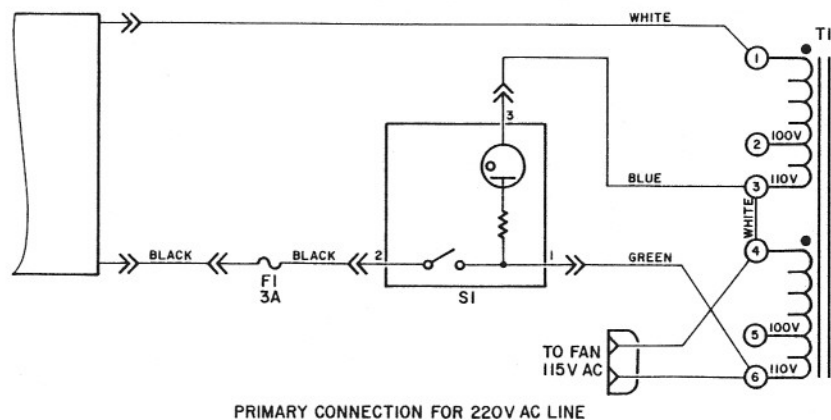 WHITE
T1
1
3
2
100V
BLUE
3
110V
WHITE
BLACK
BLACK
2
1
GREEN
4
F1
3A
S1
TO FAN
115V AC
5
100V
6
110V
PRIMARY CONNECTION FOR 220V AC LINE